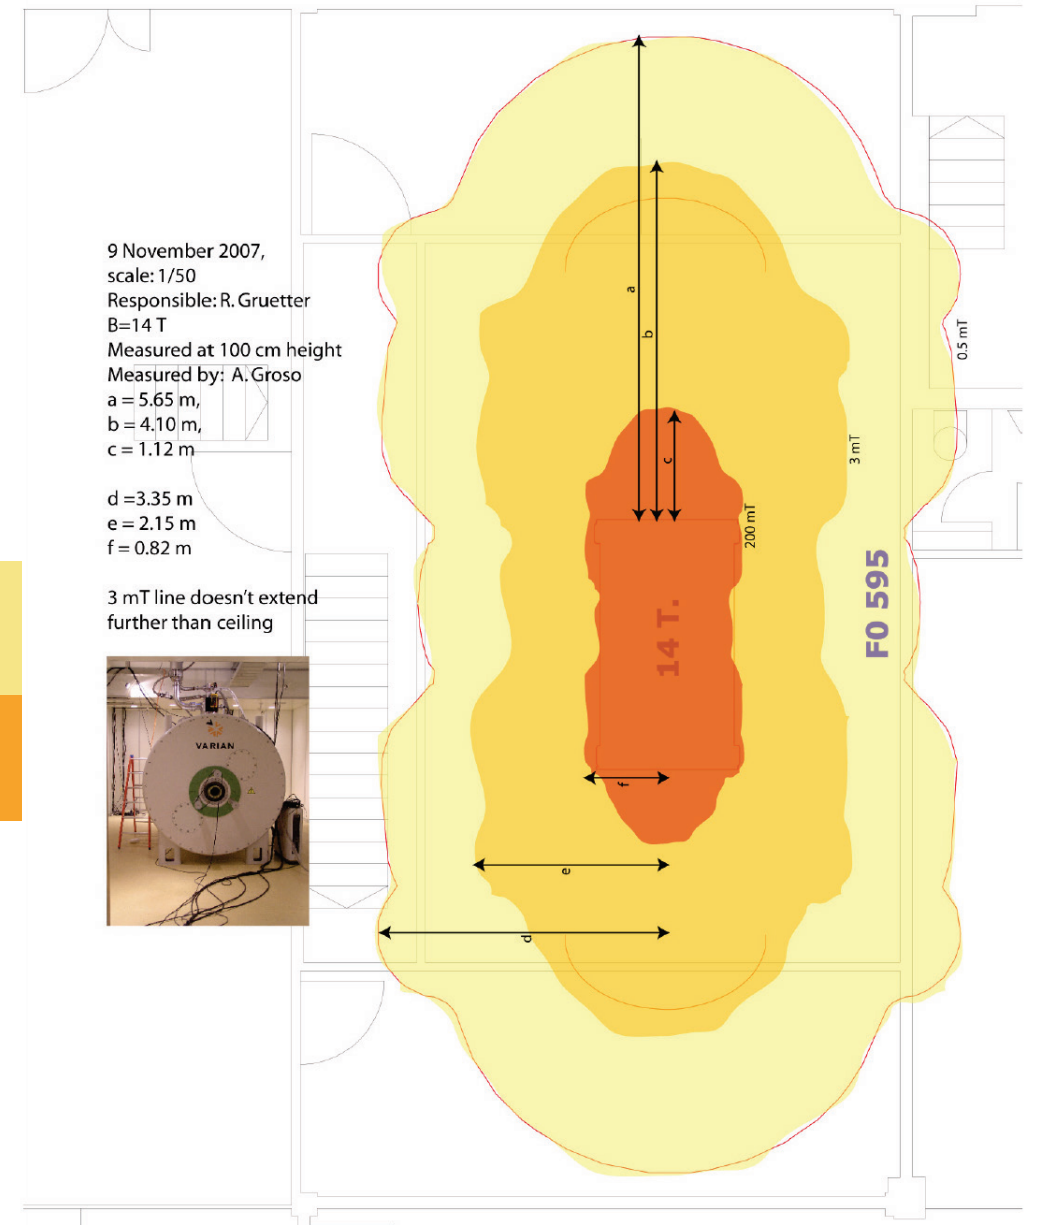 9 November 2007,
scale: 1/50
Responsible: R. Gruetter
B=14 T
Measured at 100 cm height
Measured by:  A. Groso
a = 5.65 m,
b = 4.10 m,
c = 1.12 m
d =3.35 m
e = 2.15 m
f = 0.82 m
3 mT line doesn't extend
further than ceiling
VARIAN
a
b
c
0.5 mT
3 mT
200 mT
F0 595
14 T.
f
e
d